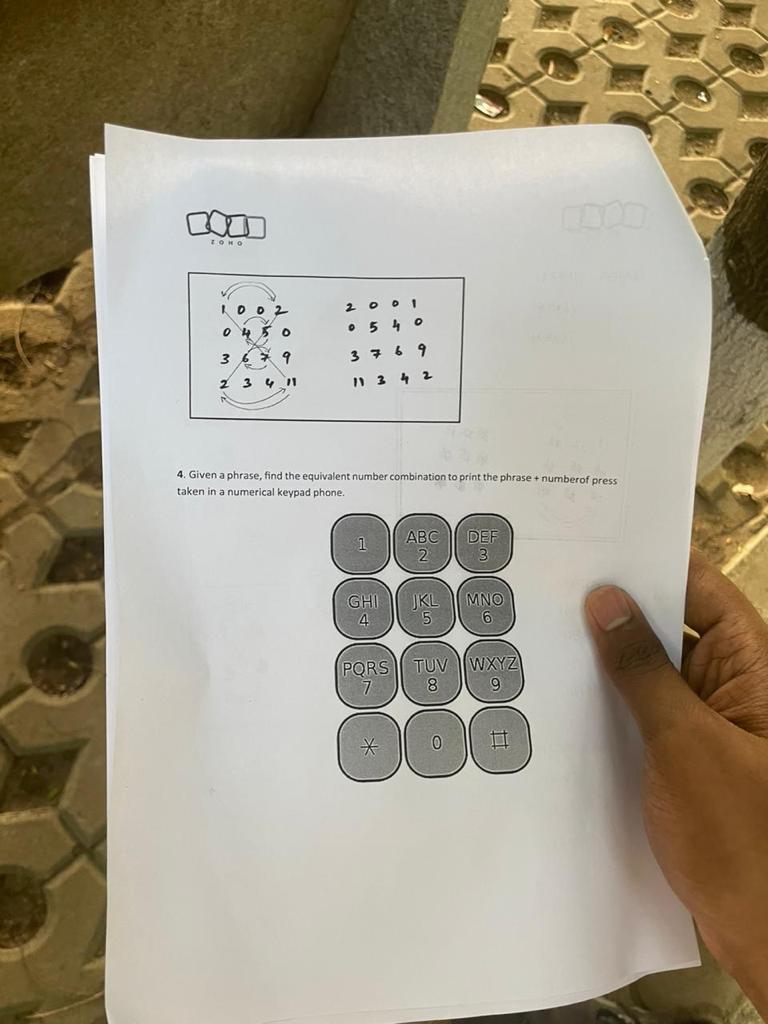 ZOHO
1 0 0 2 2 0 0 1
0 4 5 0 0 5 4 0
3 6 7 9 3 7 6 9
2 3 4 11 11 3 4 2
4. Given a phrase, find the equivalent number combination to print the phrase + numberof press
taken in a numerical keypad phone.
1 ABC 2 DEF 3
GHI 4 JKL 5 MNO 6
PQRS 7 TUV 8 WXYZ 9
* 0 #